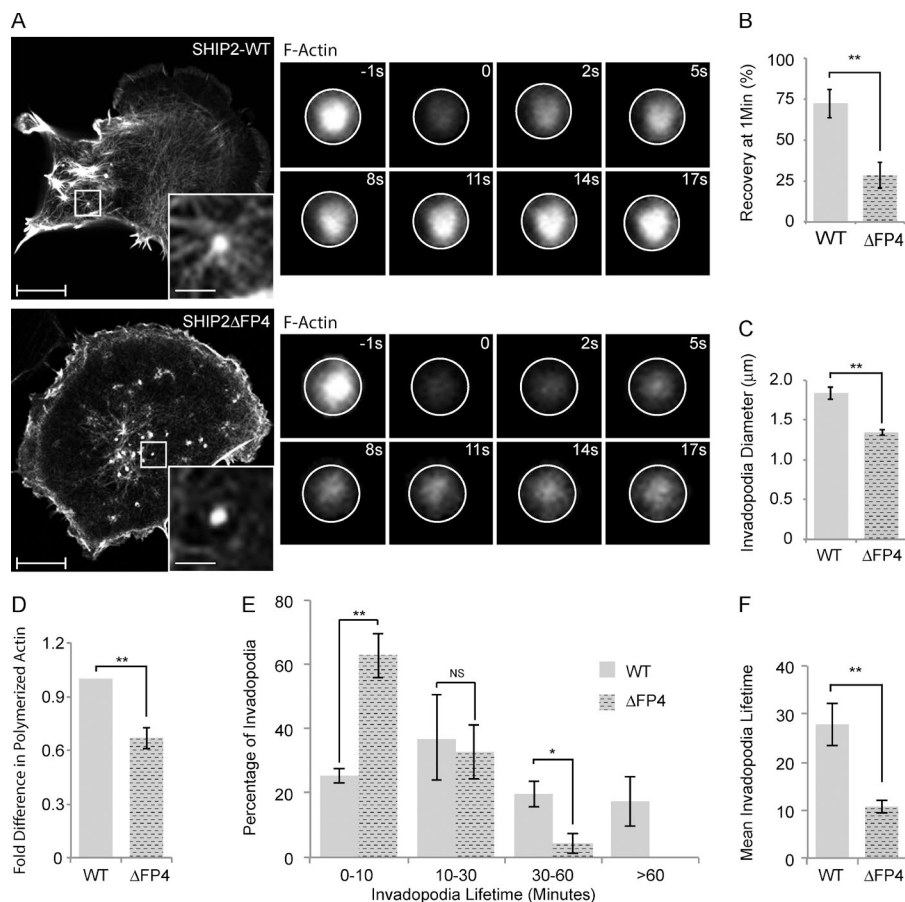 A
SHIP2-WT
F-Actin
-1s 0 2s 5s
8s 11s 14s 17s
SHIP2ΔFP4
F-Actin
-1s 0 2s 5s
8s 11s 14s 17s
B
Recovery at 1Min (%)
100
75
50
25
0
**
WT ΔFP4
C
Invadopodia Diameter (μm)
2.0
1.5
1.0
0.5
0
**
WT ΔFP4
D
Fold Difference in Polymerized Actin
1.2
0.9
0.6
0.3
0
**
WT ΔFP4
E
Percentage of Invadopodia
80
60
40
20
0
**
NS
*
WT
ΔFP4
0-10 10-30 30-60 >60
Invadopodia Lifetime (Minutes)
F
Mean Invadopodia Lifetime
40
30
20
10
0
**
WT ΔFP4